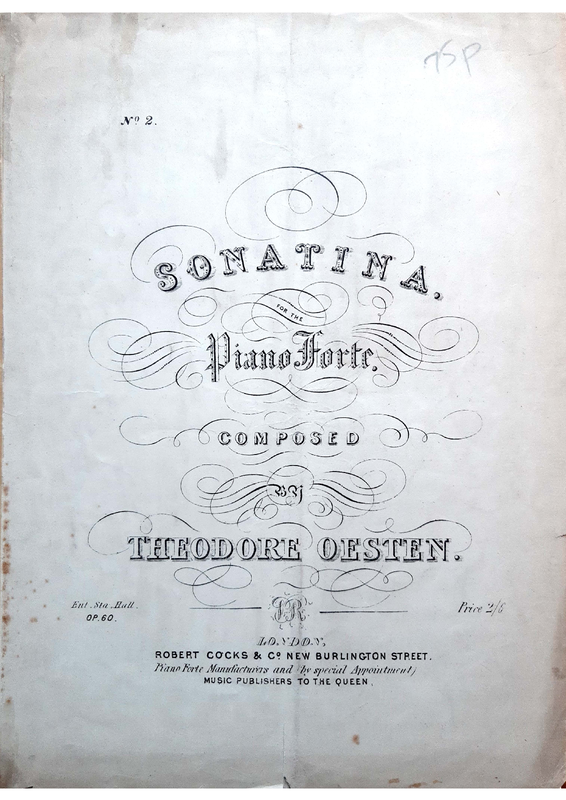 75P
Nº 2.
SONATINA,
FOR THE
Piano Forte,
COMPOSED
By
THEODORE OESTEN.
Ent. Sta. Hall.
Price 2/6
OP. 60.
LONDON,
ROBERT COCKS & Cº NEW BURLINGTON STREET.
Piano Forte Manufacturers and (by special Appointment)
MUSIC PUBLISHERS TO THE QUEEN.